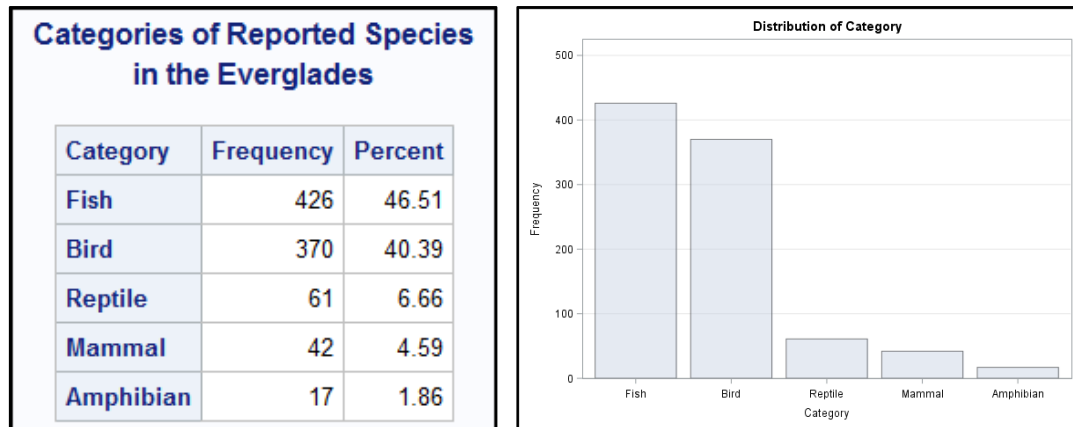 Categories of Reported Species
in the Everglades
Category Frequency Percent
Fish 426 46.51
Bird 370 40.39
Reptile 61 6.66
Mammal 42 4.59
Amphibian 17 1.86
Distribution of Category
500
400
300
200
100
0
Frequency
Fish Bird Reptile Mammal Amphibian
Category